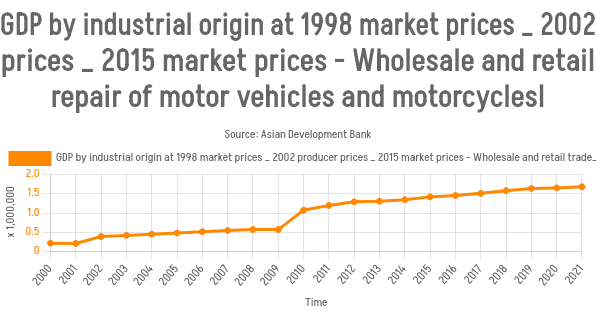 GDP by industrial origin at 1998 market prices _ 2002
prices _ 2015 market prices - Wholesale and retail
repair of motor vehicles and motorcyclesl
Source: Asian Development Bank
GDP by industrial origin at 1998 market prices _ 2002 producer prices _ 2015 market prices - Wholesale and retail trade..
x 1,000,000
2.0
1.5
1.0
0.5
0
2000 2001 2002 2003 2004 2005 2006 2007 2008 2009 2010 2011 2012 2013 2014 2015 2016 2017 2018 2019 2020 2021
Time